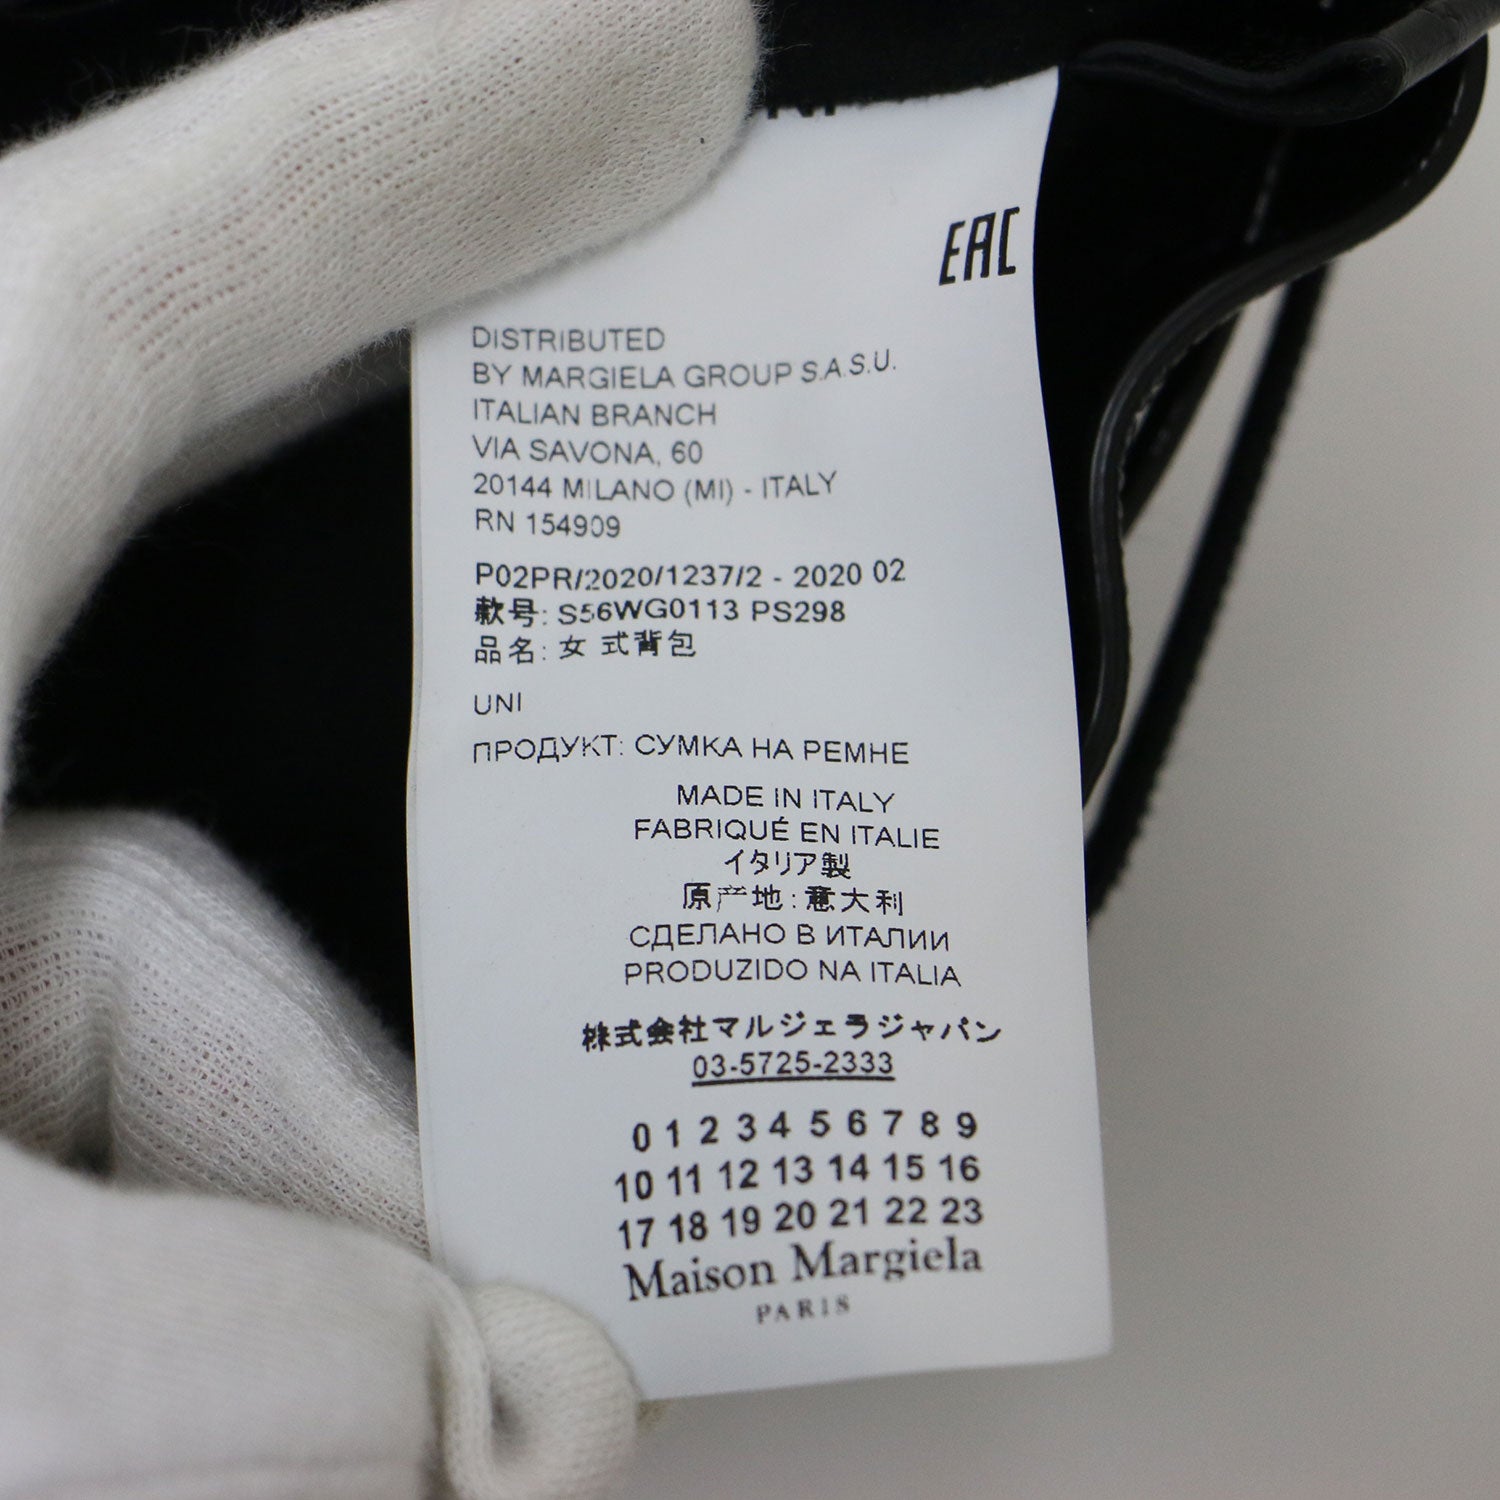 EAC
DISTRIBUTED
BY MARGIELA GROUP S.A.S.U.
ITALIAN BRANCH
VIA SAVONA, 60
20144 MILANO (MI) - ITALY
RN 154909
P02PR/2020/1237/2 - 2020 02
款号: S56WG0113 PS298
品名: 女 式背包
UNI
ПРОДУКТ: СУМКА НА РЕМНЕ
MADE IN ITALY
FABRIQUÉ EN ITALIE
イタリア製
原产地: 意大利
СДЕЛАНО В ИТАЛИИ
PRODUZIDO NA ITALIA
株式会社マルジェラジャパン
03-5725-2333
0 1 2 3 4 5 6 7 8 9
10 11 12 13 14 15 16
17 18 19 20 21 22 23
Maison Margiela
PARIS